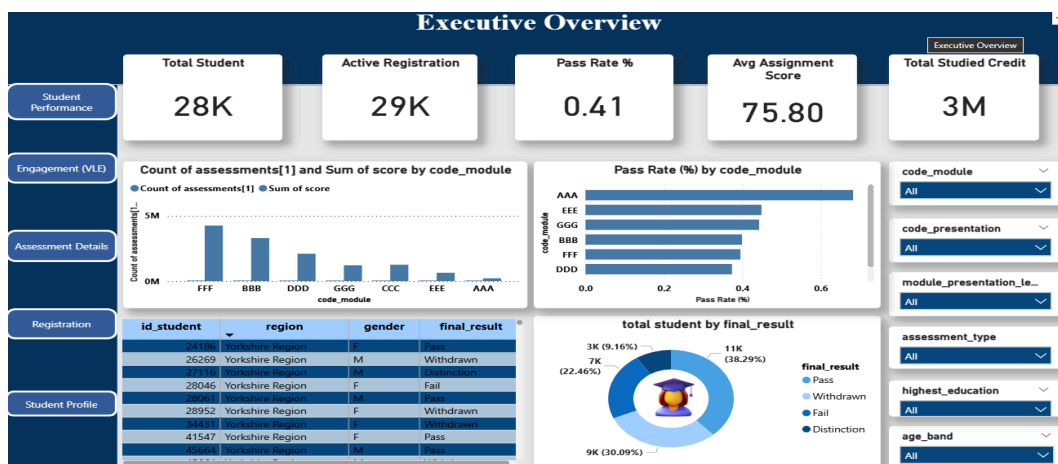 Executive Overview
Executive Overview
Total Student
28K
Active Registration
29K
Pass Rate %
0.41
Avg Assignment
Score
75.80
Total Studied Credit
3M
Student
Performance
Engagement (VLE)
Assessment Details
Registration
Student Profile
Count of assessments[1] and Sum of score by code_module
Count of assessments[1] Sum of score
Count of assessments[1...
5M
0M
FFF BBB DDD GGG CCC EEE AAA
code_module
Pass Rate (%) by code_module
code_module
AAA
EEE
GGG
BBB
FFF
DDD
0.0 0.2 0.4 0.6
Pass Rate (%)
code_module
All
code_presentation
All
module_presentation_le...
All
assessment_type
All
highest_education
All
age_band
All
id_student region gender final_result
24186 Yorkshire Region F Pass
26269 Yorkshire Region M Withdrawn
27116 Yorkshire Region M Distinction
28046 Yorkshire Region F Fail
28061 Yorkshire Region M Pass
28952 Yorkshire Region F Withdrawn
34431 Yorkshire Region F Withdrawn
41547 Yorkshire Region F Pass
45664 Yorkshire Region M Pass
total student by final_result
3K (9.16%)
11K
(38.29%)
7K
(22.46%)
9K (30.09%)
final_result
Pass
Withdrawn
Fail
Distinction